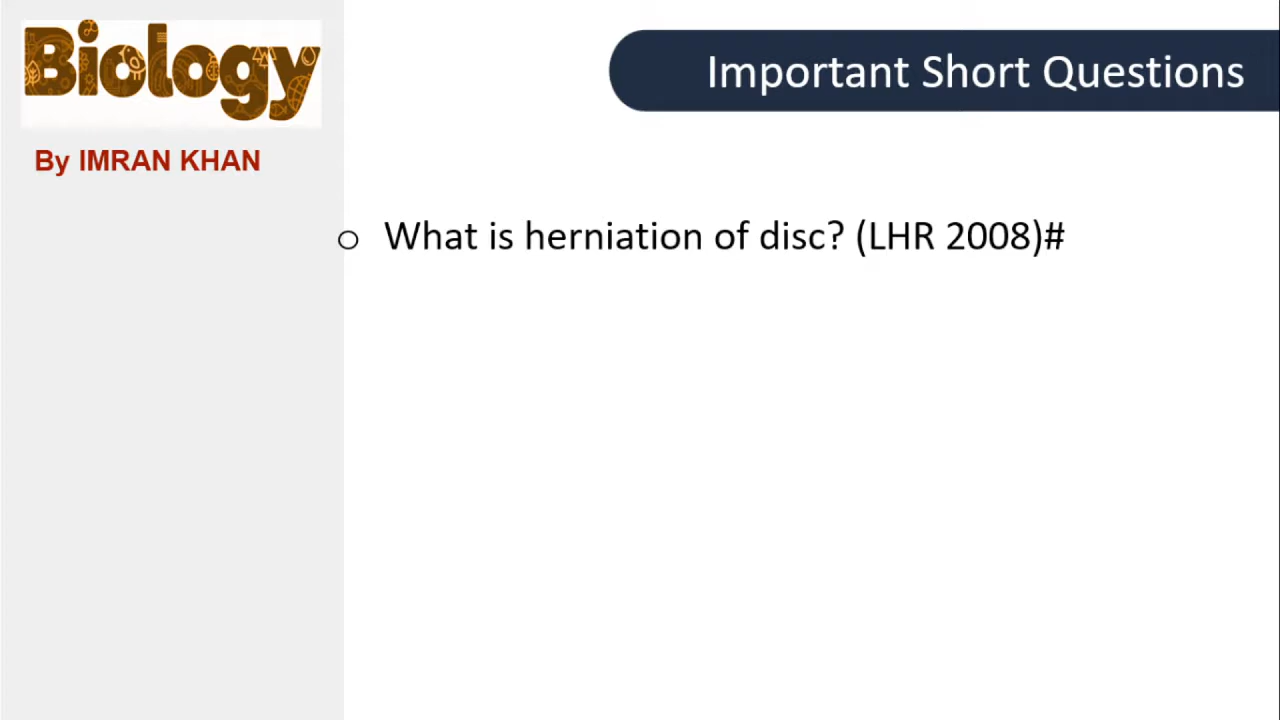 Biology
Important Short Questions
By IMRAN KHAN
o What is herniation of disc? (LHR 2008)#